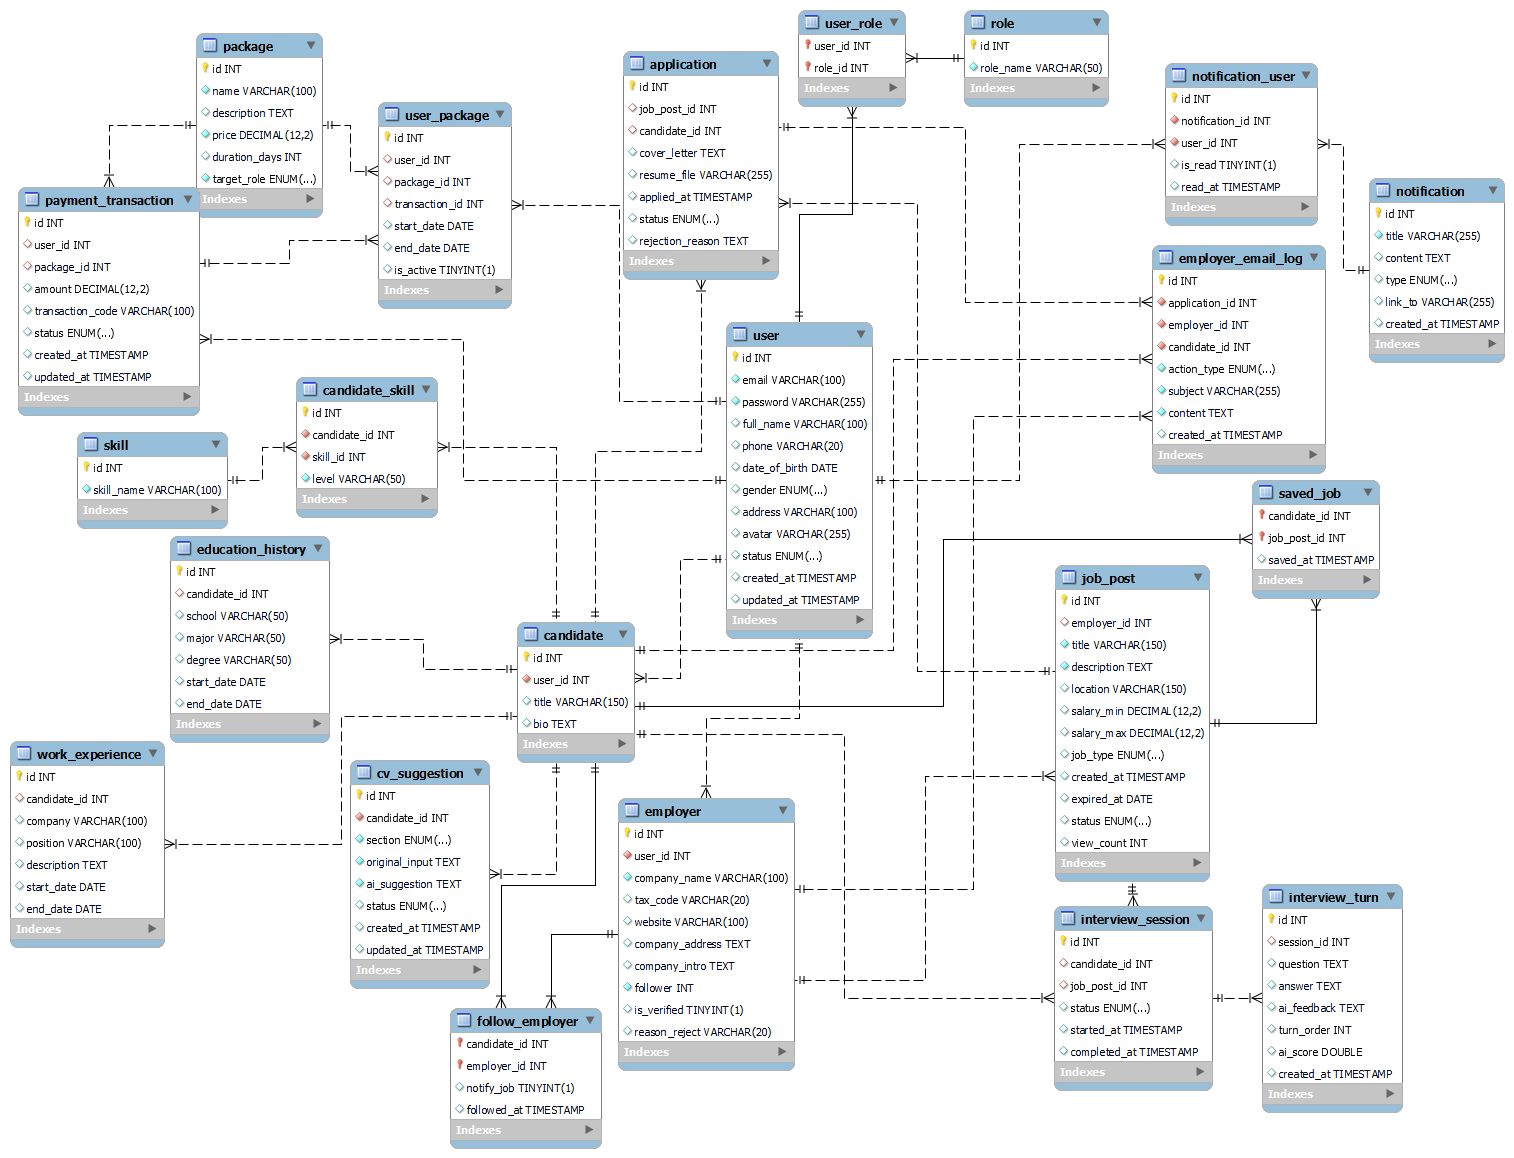 package
id INT
name VARCHAR(100)
description TEXT
price DECIMAL(12,2)
duration_days INT
target_role ENUM(...)
Indexes
payment_transaction
id INT
user_id INT
package_id INT
amount DECIMAL(12,2)
transaction_code VARCHAR(100)
status ENUM(...)
created_at TIMESTAMP
updated_at TIMESTAMP
Indexes
user_package
id INT
user_id INT
package_id INT
transaction_id INT
start_date DATE
end_date DATE
is_active TINYINT(1)
Indexes
application
id INT
job_post_id INT
candidate_id INT
cover_letter TEXT
resume_file VARCHAR(255)
applied_at TIMESTAMP
status ENUM(...)
rejection_reason TEXT
Indexes
user_role
user_id INT
role_id INT
Indexes
role
id INT
role_name VARCHAR(50)
Indexes
notification_user
id INT
notification_id INT
user_id INT
is_read TINYINT(1)
read_at TIMESTAMP
Indexes
notification
id INT
title VARCHAR(255)
content TEXT
type ENUM(...)
link_to VARCHAR(255)
created_at TIMESTAMP
Indexes
employer_email_log
id INT
application_id INT
employer_id INT
candidate_id INT
action_type ENUM(...)
subject VARCHAR(255)
content TEXT
created_at TIMESTAMP
Indexes
user
id INT
email VARCHAR(100)
password VARCHAR(255)
full_name VARCHAR(100)
phone VARCHAR(20)
date_of_birth DATE
gender ENUM(...)
address VARCHAR(100)
avatar VARCHAR(255)
status ENUM(...)
created_at TIMESTAMP
updated_at TIMESTAMP
Indexes
candidate_skill
id INT
candidate_id INT
skill_id INT
level VARCHAR(50)
Indexes
skill
id INT
skill_name VARCHAR(100)
Indexes
saved_job
candidate_id INT
job_post_id INT
saved_at TIMESTAMP
Indexes
education_history
id INT
candidate_id INT
school VARCHAR(50)
major VARCHAR(50)
degree VARCHAR(50)
start_date DATE
end_date DATE
Indexes
candidate
id INT
user_id INT
title VARCHAR(150)
bio TEXT
Indexes
job_post
id INT
employer_id INT
title VARCHAR(150)
description TEXT
location VARCHAR(150)
salary_min DECIMAL(12,2)
salary_max DECIMAL(12,2)
job_type ENUM(...)
created_at TIMESTAMP
expired_at DATE
status ENUM(...)
view_count INT
Indexes
work_experience
id INT
candidate_id INT
company VARCHAR(100)
position VARCHAR(100)
description TEXT
start_date DATE
end_date DATE
Indexes
cv_suggestion
id INT
candidate_id INT
section ENUM(...)
original_input TEXT
ai_suggestion TEXT
status ENUM(...)
created_at TIMESTAMP
updated_at TIMESTAMP
Indexes
employer
id INT
user_id INT
company_name VARCHAR(100)
tax_code VARCHAR(20)
website VARCHAR(100)
company_address TEXT
company_intro TEXT
follower INT
is_verified TINYINT(1)
reason_reject VARCHAR(20)
Indexes
interview_session
id INT
candidate_id INT
job_post_id INT
status ENUM(...)
started_at TIMESTAMP
completed_at TIMESTAMP
Indexes
interview_turn
id INT
session_id INT
question TEXT
answer TEXT
ai_feedback TEXT
turn_order INT
ai_score DOUBLE
created_at TIMESTAMP
Indexes
follow_employer
candidate_id INT
employer_id INT
notify_job TINYINT(1)
followed_at TIMESTAMP
Indexes